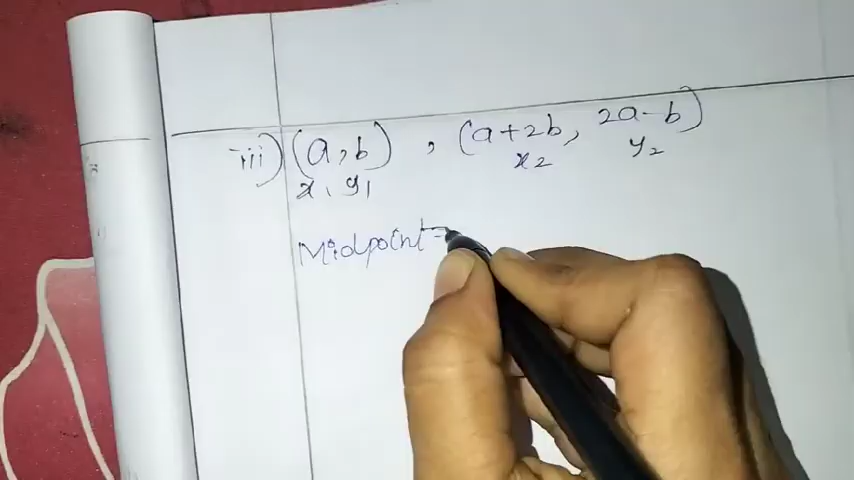 iii) (a, b) , (a+2b, 2a-b)
x₁ y₁ x₂ y₂
Midpoint =